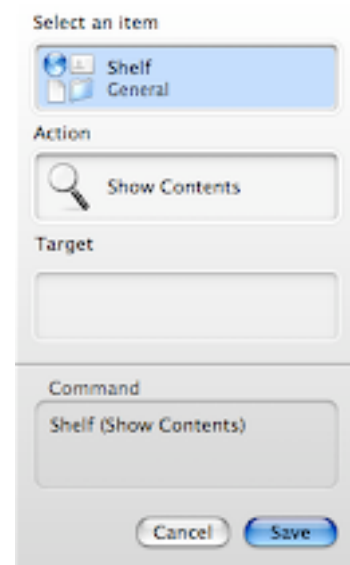 Select an item
Shelf
General
Action
Show Contents
Target
Command
Shelf (Show Contents)
Cancel
Save